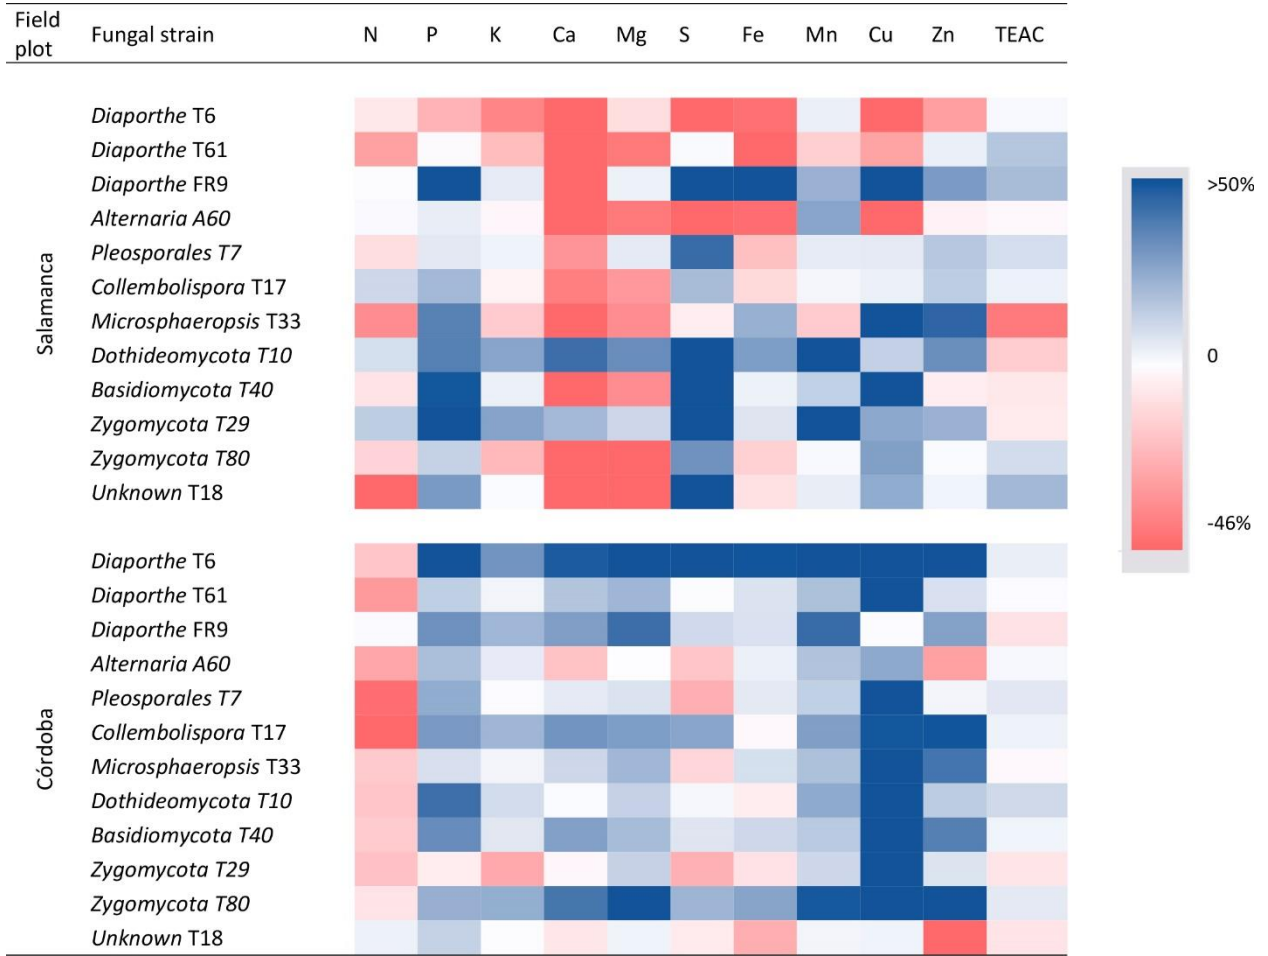 Field plot Fungal strain N P K Ca Mg S Fe Mn Cu Zn TEAC
Salamanca
Diaporthe T6
Diaporthe T61
Diaporthe FR9
Alternaria A60
Pleosporales T7
Collembolispora T17
Microsphaeropsis T33
Dothideomycota T10
Basidiomycota T40
Zygomycota T29
Zygomycota T80
Unknown T18
Córdoba
Diaporthe T6
Diaporthe T61
Diaporthe FR9
Alternaria A60
Pleosporales T7
Collembolispora T17
Microsphaeropsis T33
Dothideomycota T10
Basidiomycota T40
Zygomycota T29
Zygomycota T80
Unknown T18
>50%
0
-46%